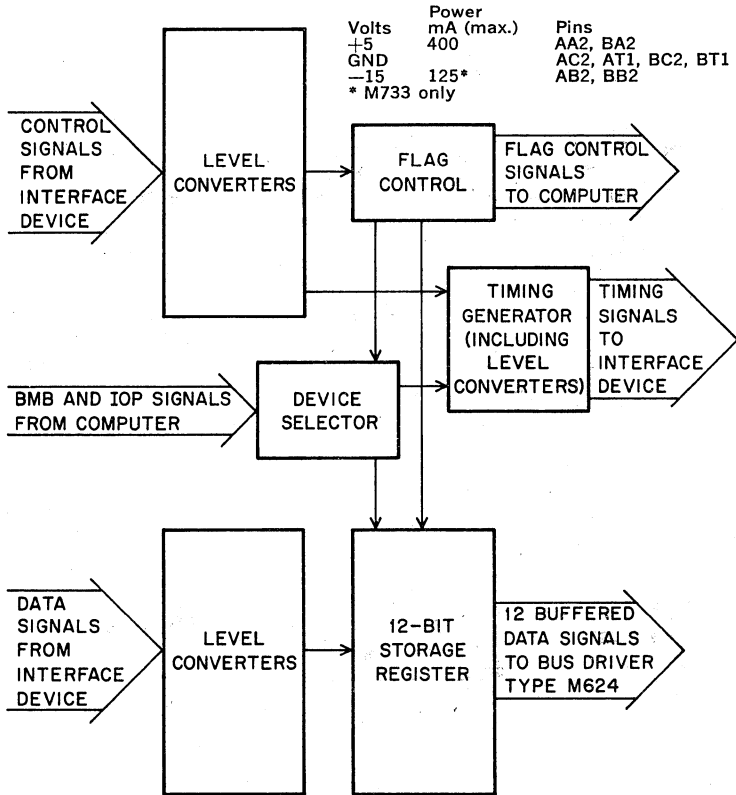 Power
Volts mA (max.) Pins
+5 400 AA2, BA2
GND AC2, AT1, BC2, BT1
—15 125* AB2, BB2
* M733 only
CONTROL
SIGNALS
FROM
INTERFACE
DEVICE
LEVEL
CONVERTERS
FLAG
CONTROL
FLAG CONTROL
SIGNALS
TO COMPUTER
TIMING
GENERATOR
(INCLUDING
LEVEL
CONVERTERS)
TIMING
SIGNALS
TO
INTERFACE
DEVICE
BMB AND IOP SIGNALS
FROM COMPUTER
DEVICE
SELECTOR
DATA
SIGNALS
FROM
INTERFACE
DEVICE
LEVEL
CONVERTERS
12-BIT
STORAGE
REGISTER
12 BUFFERED
DATA SIGNALS
TO BUS DRIVER
TYPE M624